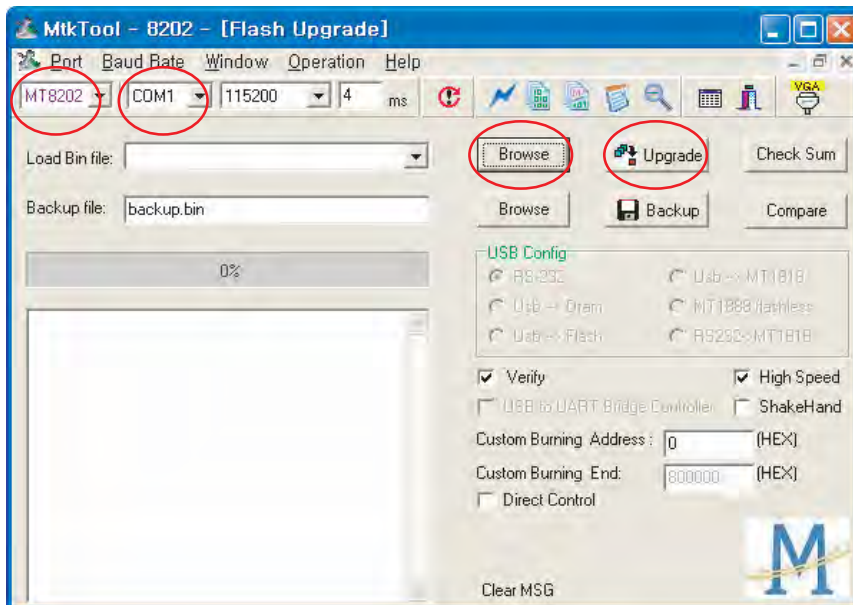 MtkTool - 8202 - [Flash Upgrade]
Port Baud Rate Window Operation Help
MT8202 COM1 115200 4 ms VGA
Load Bin file: Browse Upgrade Check Sum
Backup file: backup.bin Browse Backup Compare
0%
USB Config
RS-232 Usb --> MT1818
Usb --> Dram MT1888 flashless
Usb --> Flash RS232->MT1818
Verify High Speed
USB to UART Bridge Controller ShakeHand
Custom Burning Address : 0 (HEX)
Custom Burning End: 800000 (HEX)
Direct Control
M
Clear MSG